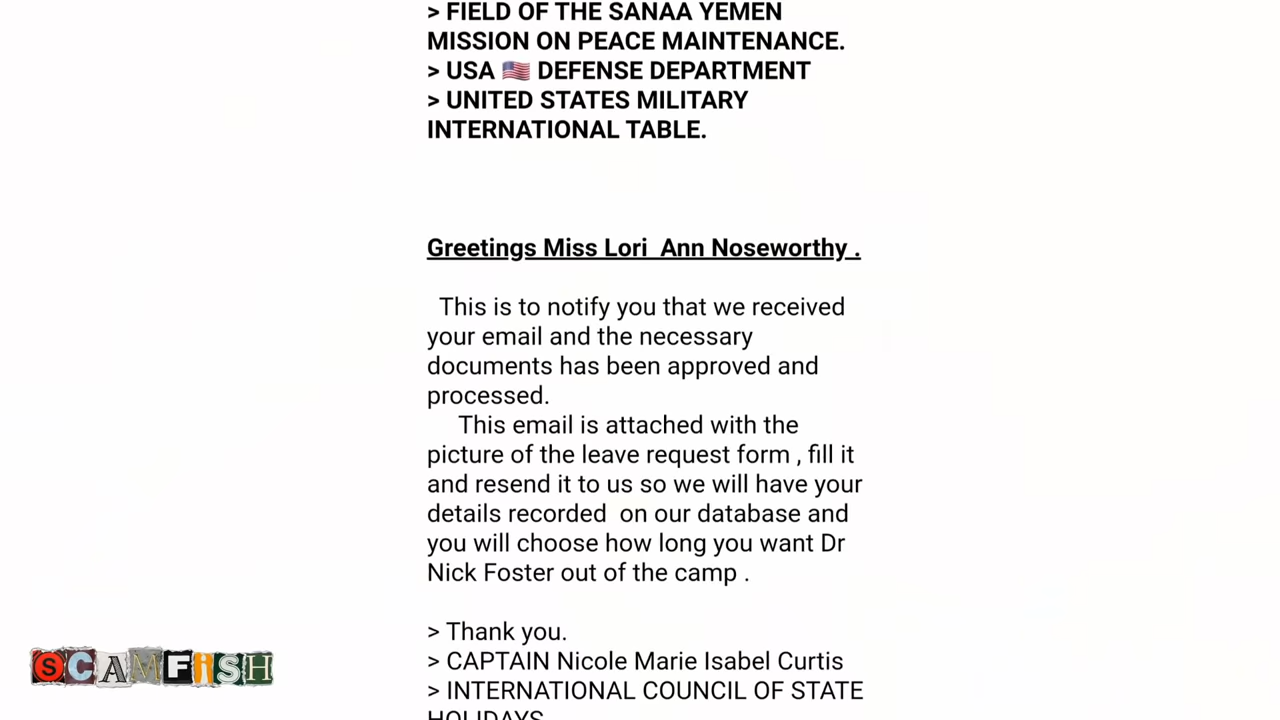 > FIELD OF THE SANAA YEMEN
MISSION ON PEACE MAINTENANCE.
> USA 🇺🇸 DEFENSE DEPARTMENT
> UNITED STATES MILITARY
INTERNATIONAL TABLE.
Greetings Miss Lori  Ann Noseworthy .
This is to notify you that we received
your email and the necessary
documents has been approved and
processed.
This email is attached with the
picture of the leave request form , fill it
and resend it to us so we will have your
details recorded  on our database and
you will choose how long you want Dr
Nick Foster out of the camp .
> Thank you.
> CAPTAIN Nicole Marie Isabel Curtis
> INTERNATIONAL COUNCIL OF STATE
HOLIDAYS
SCAMFiSH